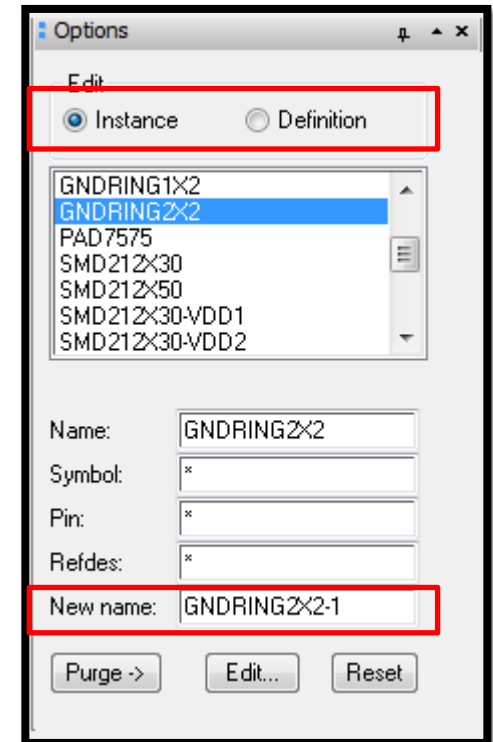 Options
Edit
Instance Definition
GNDRING1X2
GNDRING2X2
PAD7575
SMD212X30
SMD212X50
SMD212X30-VDD1
SMD212X30-VDD2
Name: GNDRING2X2
Symbol: *
Pin: *
Refdes: *
New name: GNDRING2X2-1
Purge -> Edit... Reset